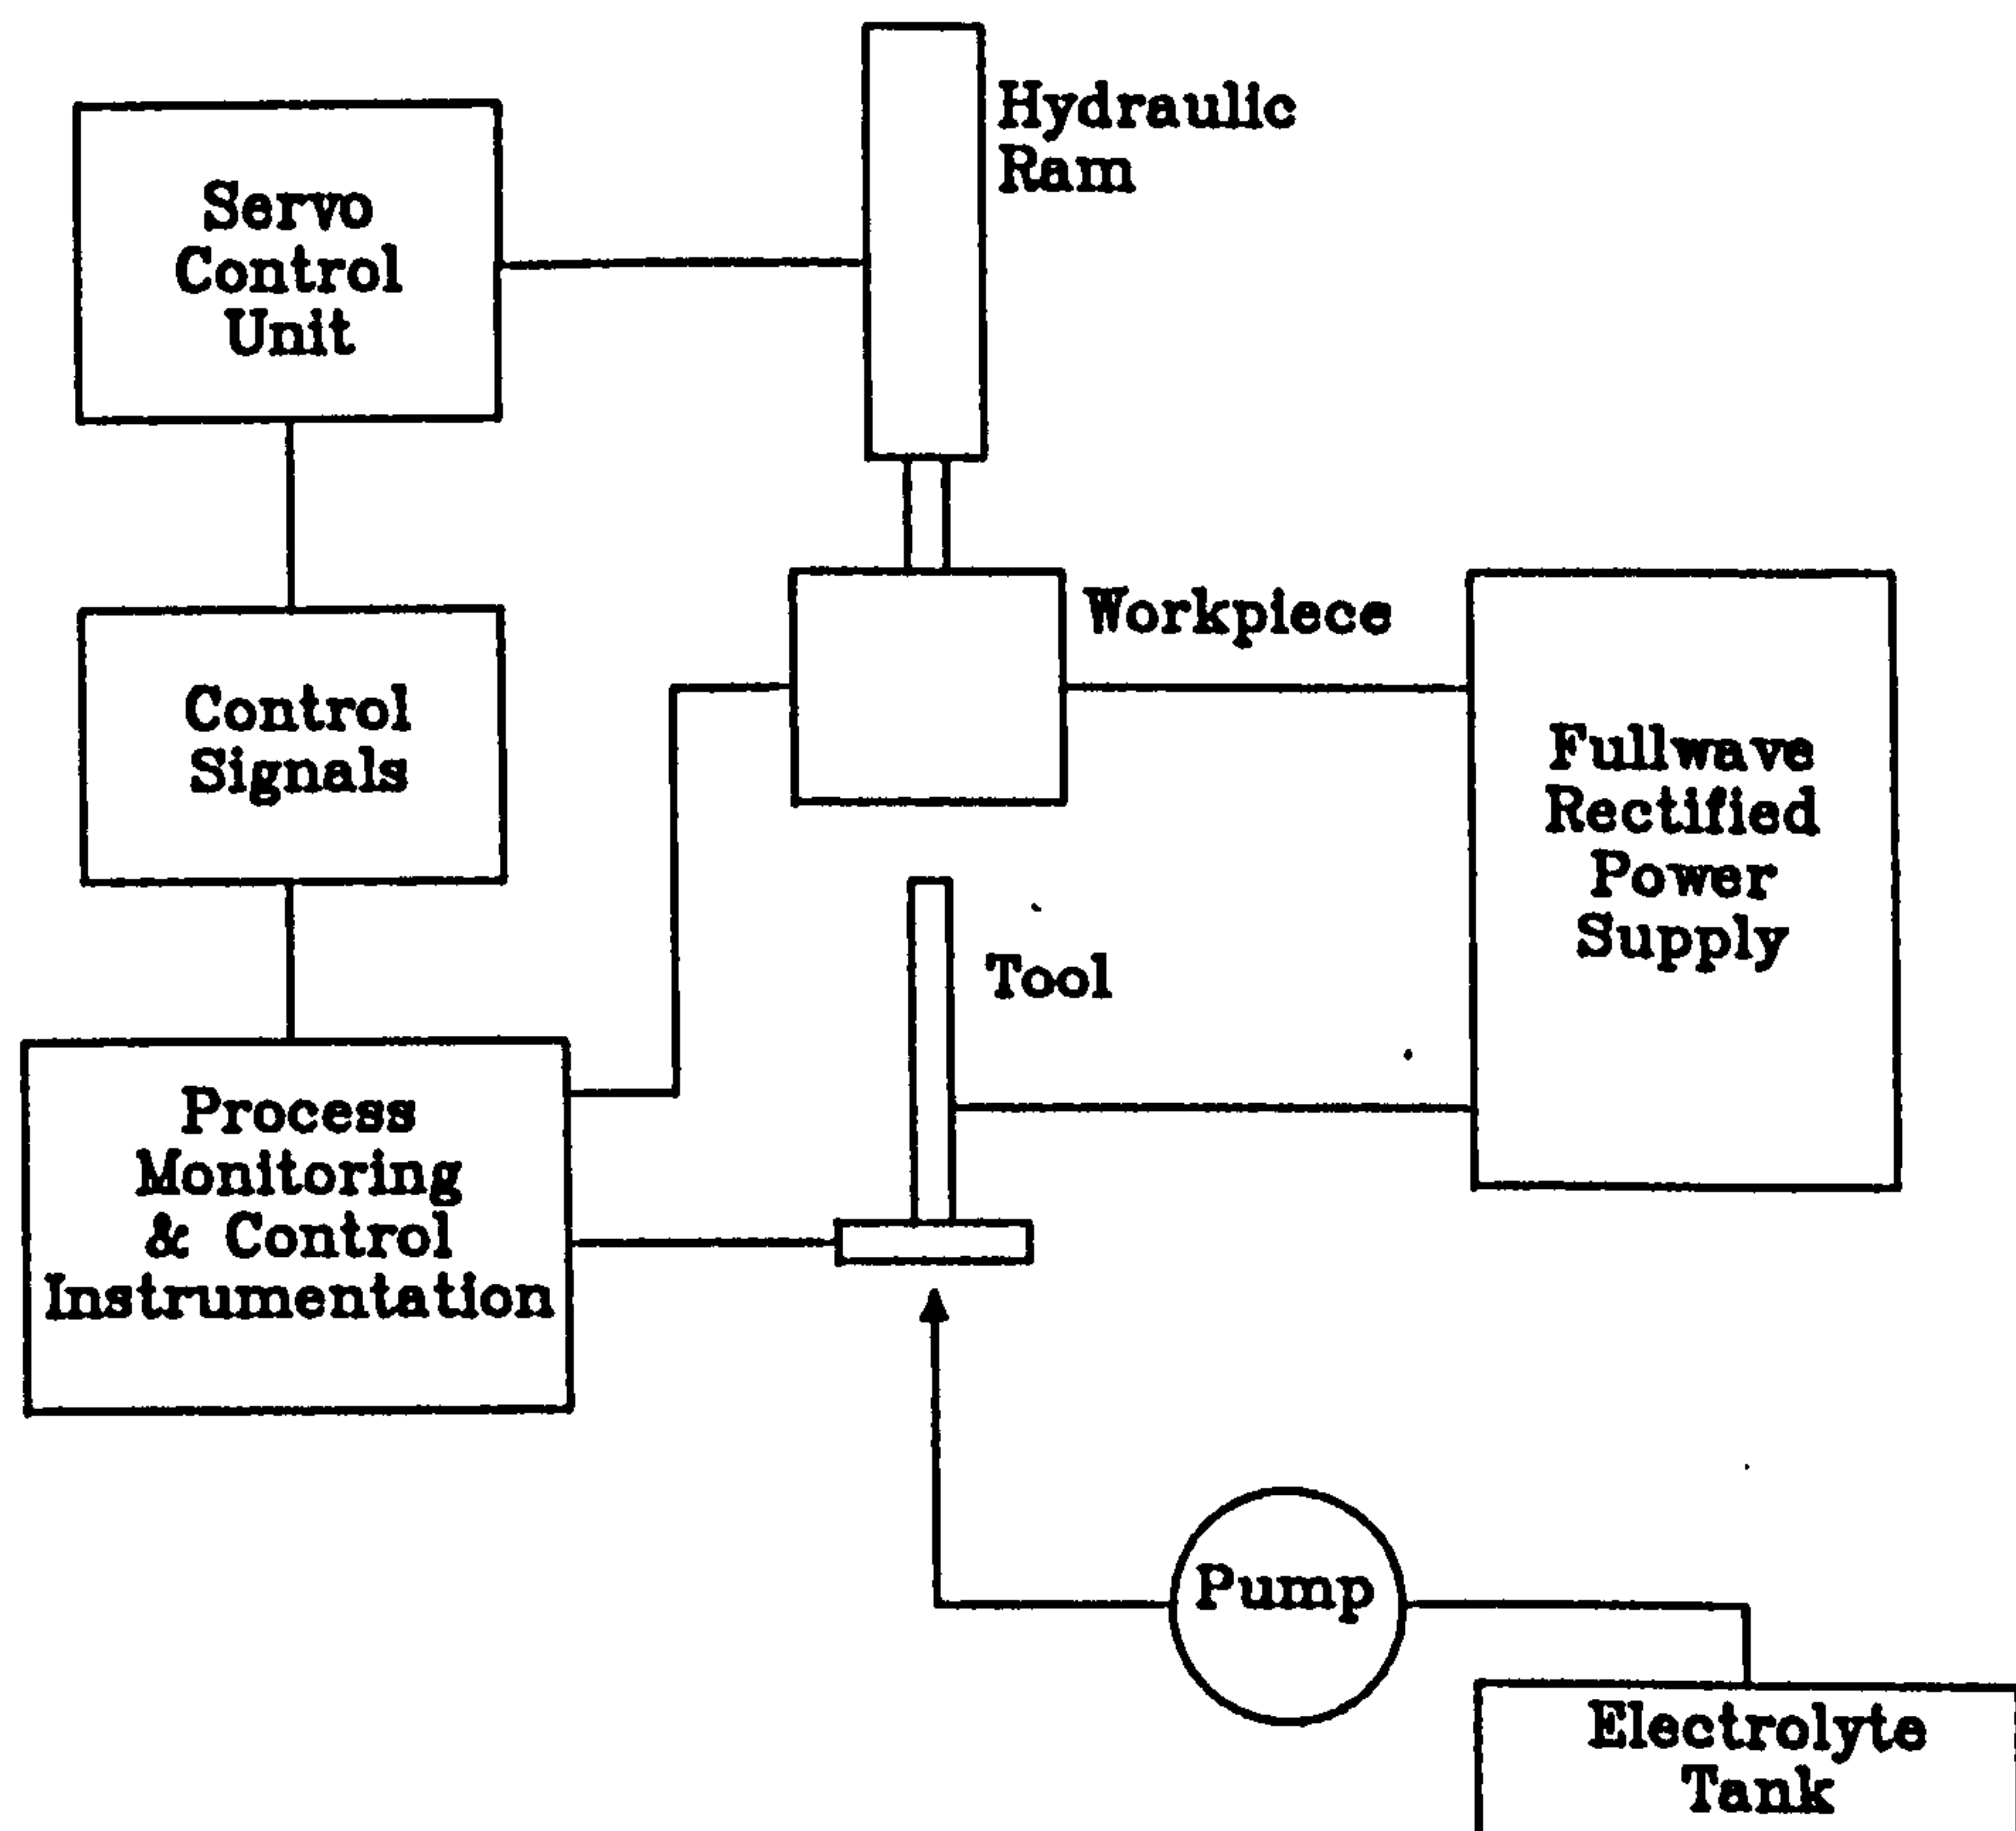 Hydraulic
Ram
Servo
Control
Unit
Workpiece
Control
Signals
Fullwave
Rectified
Power
Supply
Tool
Process
Monitoring
& Control
Instrumentation
Pump
Electrolyte
Tank